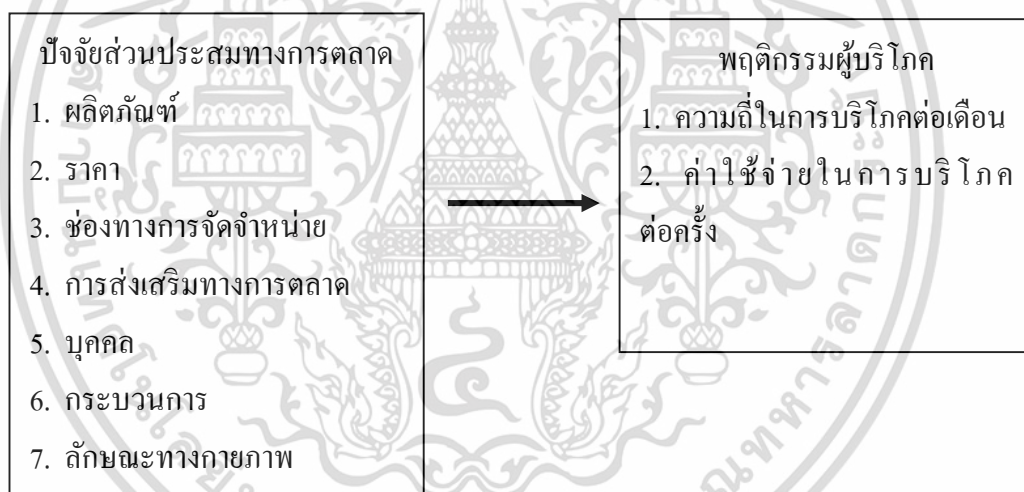 ปัจจัยส่วนประสมทางการตลาด
1. ผลิตภัณฑ์
2. ราคา
3. ช่องทางการจัดจำหน่าย
4. การส่งเสริมทางการตลาด
5. บุคคล
6. กระบวนการ
7. ลักษณะทางกายภาพ
พฤติกรรมผู้บริโภค
1. ความถี่ในการบริโภคต่อเดือน
2. ค่าใช้จ่ายในการบริโภค
ต่อครั้ง